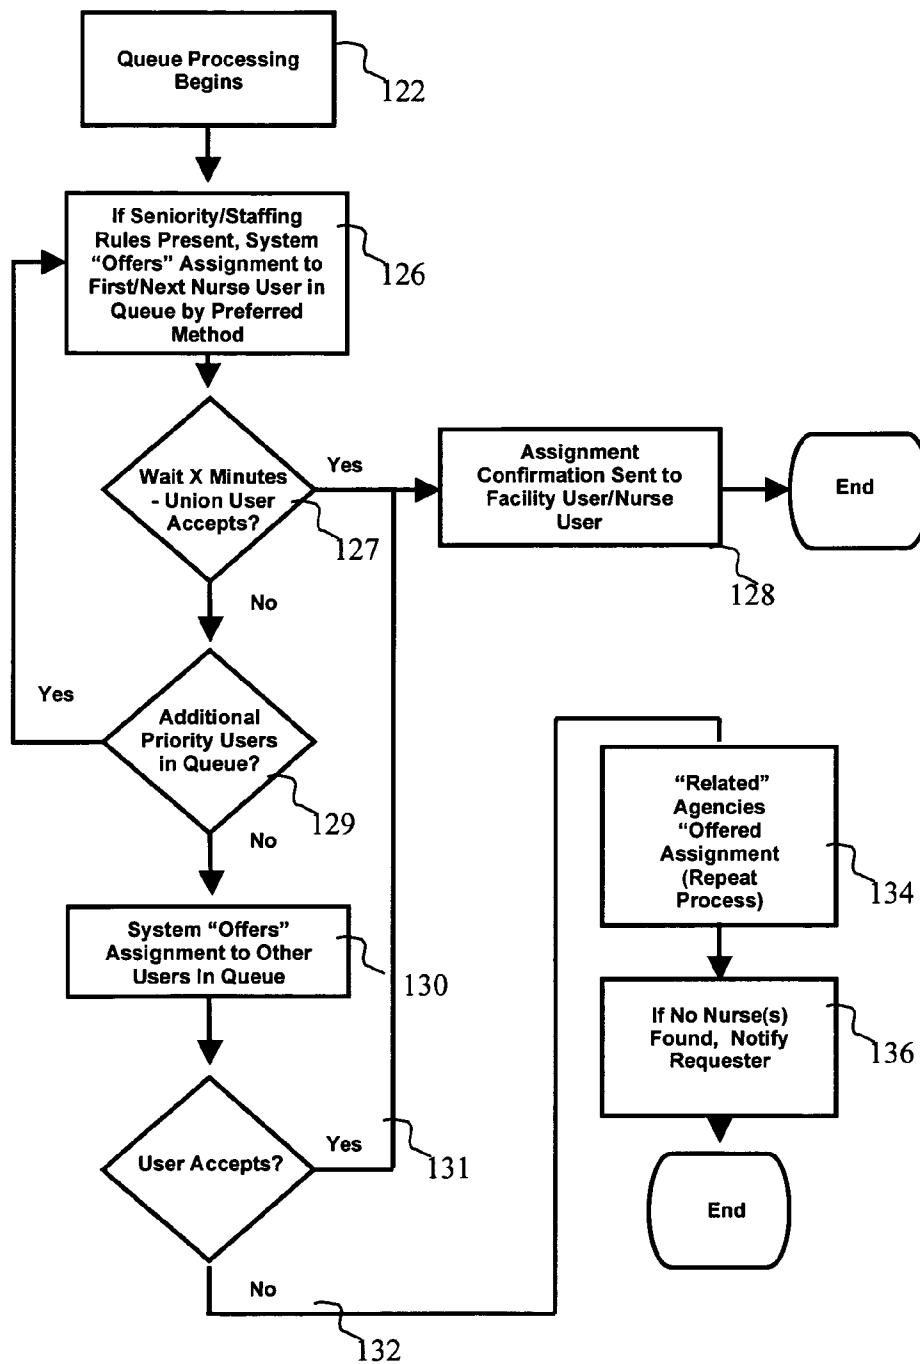 Queue Processing
Begins
122
If Seniority/Staffing
Rules Present, System
“Offers” Assignment to
First/Next Nurse User in
Queue by Preferred
Method
126
Wait X Minutes
- Union User
Accepts?
127
Yes
Assignment
Confirmation Sent to
Facility User/Nurse
User
128
End
No
Additional
Priority Users
in Queue?
129
Yes
No
System “Offers”
Assignment to Other
Users In Queue
130
User Accepts?
Yes
131
No
132
“Related”
Agencies
“Offered
Assignment
(Repeat
Process)
134
If No Nurse(s)
Found, Notify
Requester
136
End